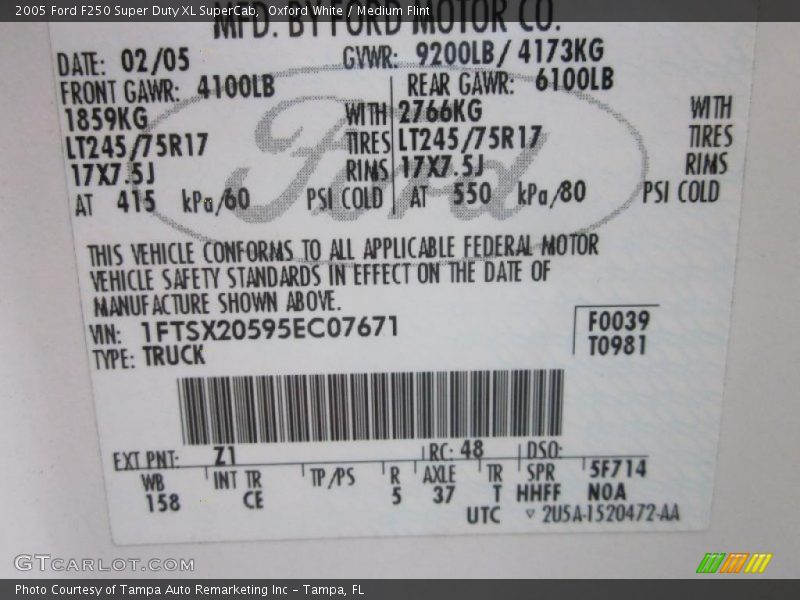 2005 Ford F250 Super Duty XL SuperCab,  Oxford White / Medium Flint
MFD. BY FORD MOTOR CO.
DATE: 02/05 GVWR: 9200LB/ 4173KG
FRONT GAWR: 4100LB REAR GAWR: 6100LB
1859KG WITH 2766KG WITH
LT245/75R17 TIRES LT245/75R17 TIRES
17X7.5J RIMS 17X7.5J RIMS
AT 415 kPa/60 PSI COLD AT 550 kPa/80 PSI COLD
Ford
THIS VEHICLE CONFORMS TO ALL APPLICABLE FEDERAL MOTOR
VEHICLE SAFETY STANDARDS IN EFFECT ON THE DATE OF
MANUFACTURE SHOWN ABOVE.
VIN: 1FTSX20595EC07671 F0039
TYPE: TRUCK T0981
EXT PNT: Z1 RC: 48 DSO:
WB INT TR TP/PS R AXLE TR SPR 5F714
158 CE 5 37 T HHFF N0A
UTC ▽ 2U5A-1520472-AA
GTCARLOT.COM
Photo Courtesy of Tampa Auto Remarketing Inc – Tampa, FL